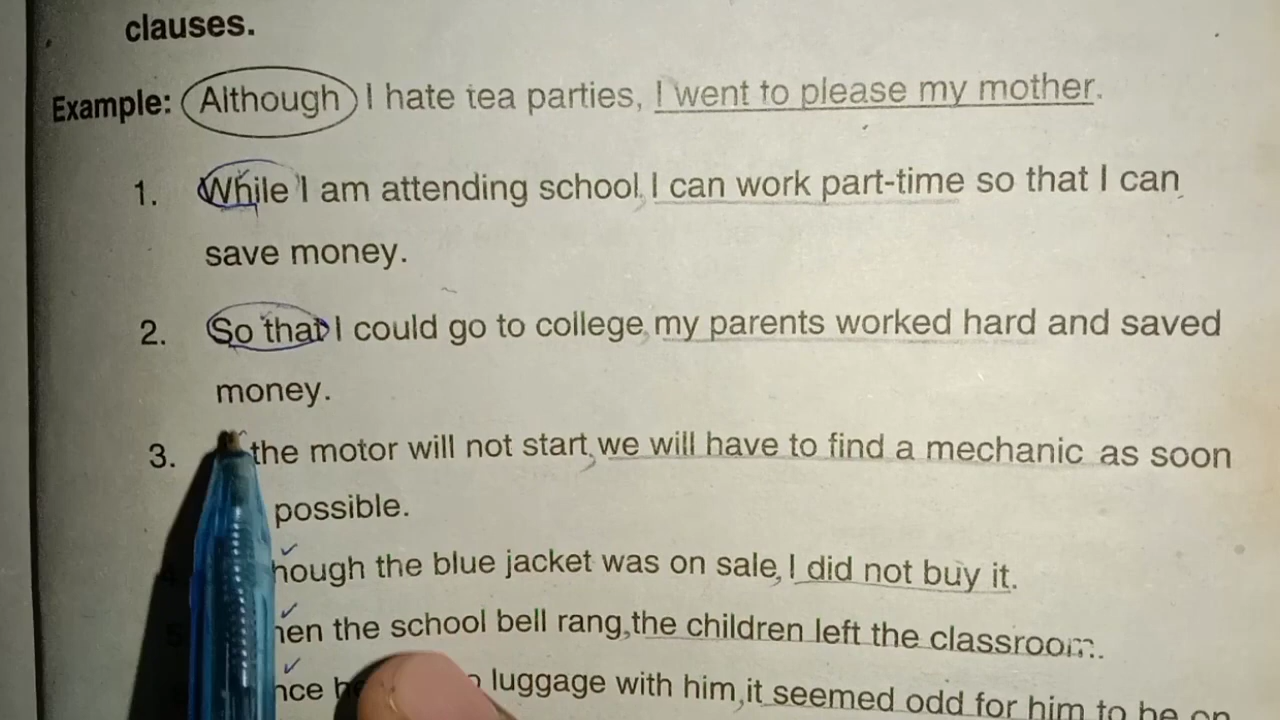 clauses.
Example: Although I hate tea parties, I went to please my mother.
1. While I am attending school, I can work part-time so that I can
save money.
2. So that I could go to college, my parents worked hard and saved
money.
3. the motor will not start, we will have to find a mechanic as soon
possible.
hough the blue jacket was on sale, I did not buy it.
hen the school bell rang, the children left the classroom.
nce luggage with him, it seemed odd for him to be on